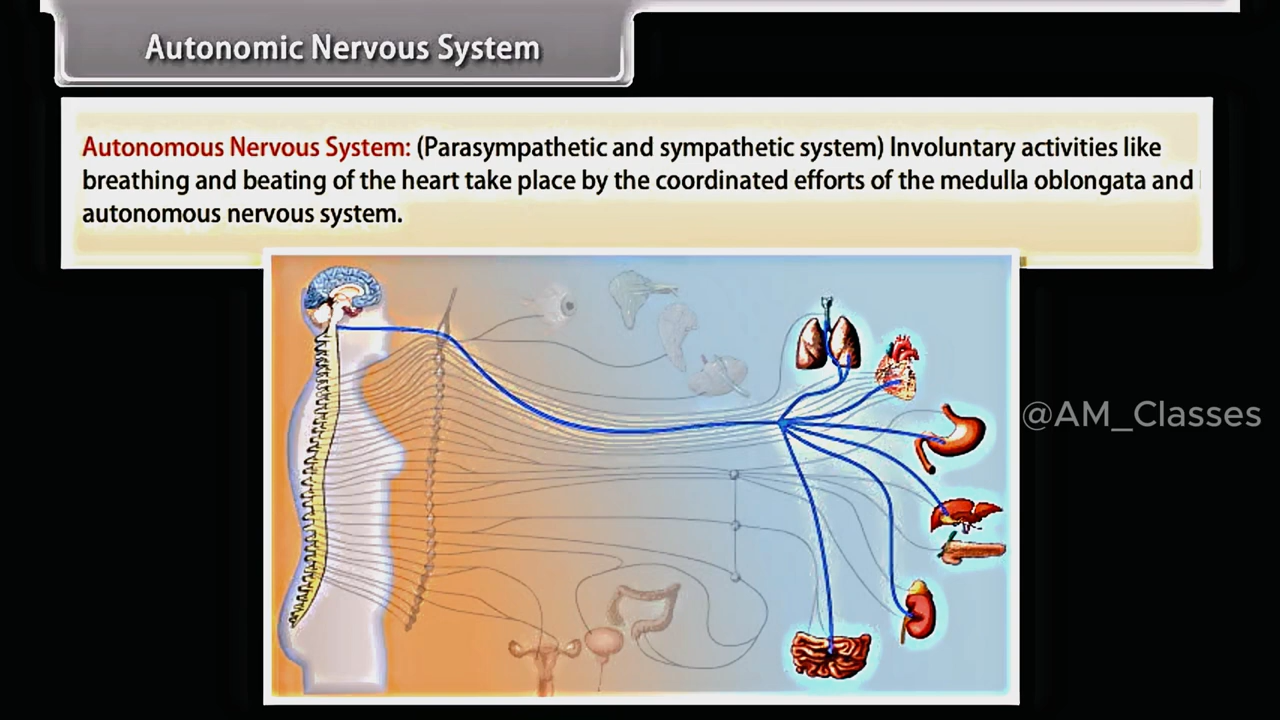 Autonomic Nervous System
Autonomous Nervous System: (Parasympathetic and sympathetic system) Involuntary activities like
breathing and beating of the heart take place by the coordinated efforts of the medulla oblongata and
autonomous nervous system.
@AM_Classes